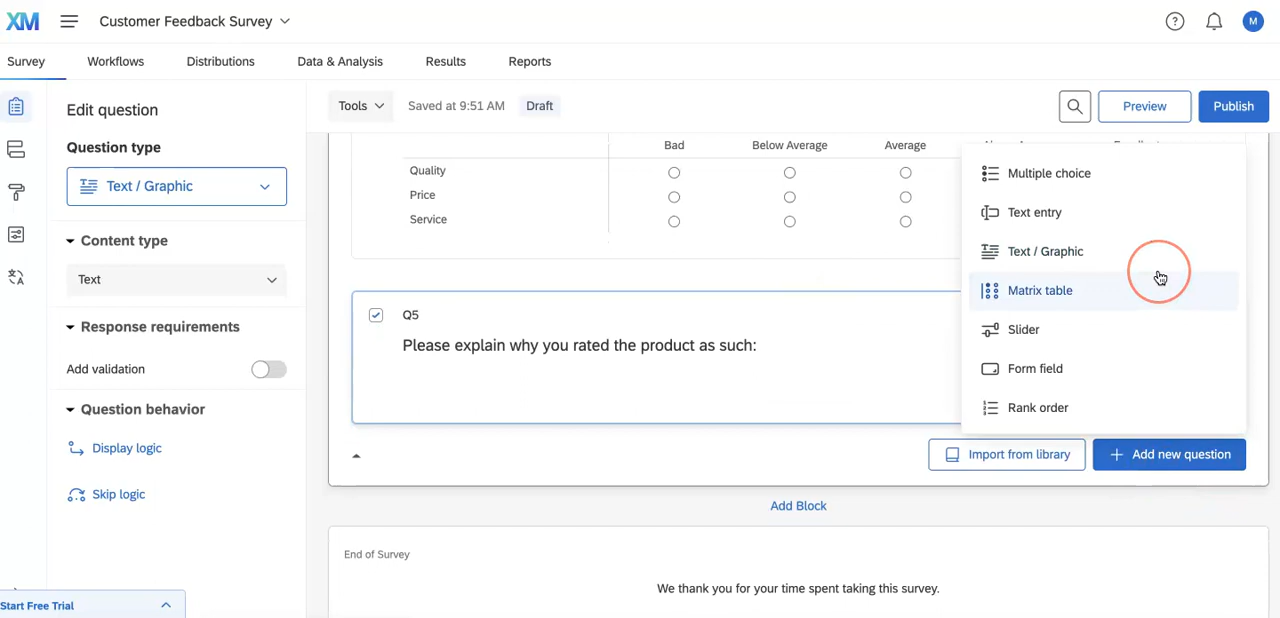 XM Customer Feedback Survey
M
Survey Workflows Distributions Data & Analysis Results Reports
Edit question
Tools Saved at 9:51 AM Draft Preview Publish
Question type
Text / Graphic
Content type
Text
Response requirements
Add validation
Question behavior
Display logic
Skip logic
Start Free Trial
Bad Below Average Average
Quality
Price
Service
Q5
Please explain why you rated the product as such:
Multiple choice
Text entry
Text / Graphic
Matrix table
Slider
Form field
Rank order
Import from library Add new question
Add Block
End of Survey
We thank you for your time spent taking this survey.